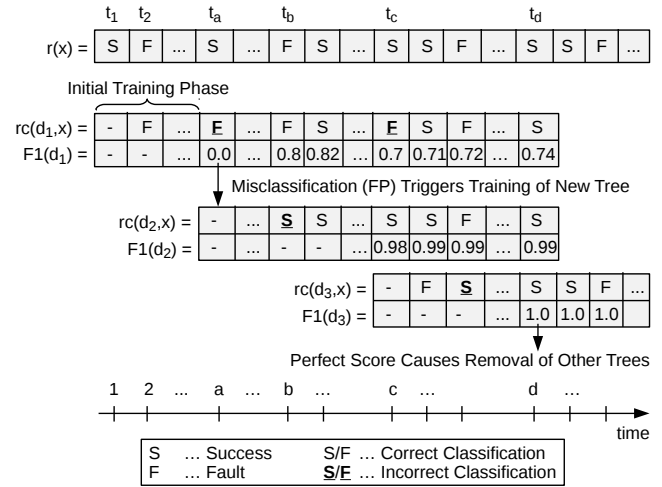 t1 t2 ta tb tc td
r(x) = S F ... S ... F S ... S S F ... S S F ...
Initial Training Phase
rc(d1,x) = - F ... F ... F S ... F S F ... S
F1(d1) = - - ... 0.0 ... 0.8 0.82 ... 0.7 0.71 0.72 ... 0.74
Misclassification (FP) Triggers Training of New Tree
rc(d2,x) = - ... S S ... S S F ... S
F1(d2) = - ... - - ... 0.98 0.99 0.99 ... 0.99
rc(d3,x) = - F S ... S S F ...
F1(d3) = - - - ... 1.0 1.0 1.0
Perfect Score Causes Removal of Other Trees
1 2 ... a ... b ... c ... d ...
time
S ... Success S/F ... Correct Classification
F ... Fault S/F ... Incorrect Classification